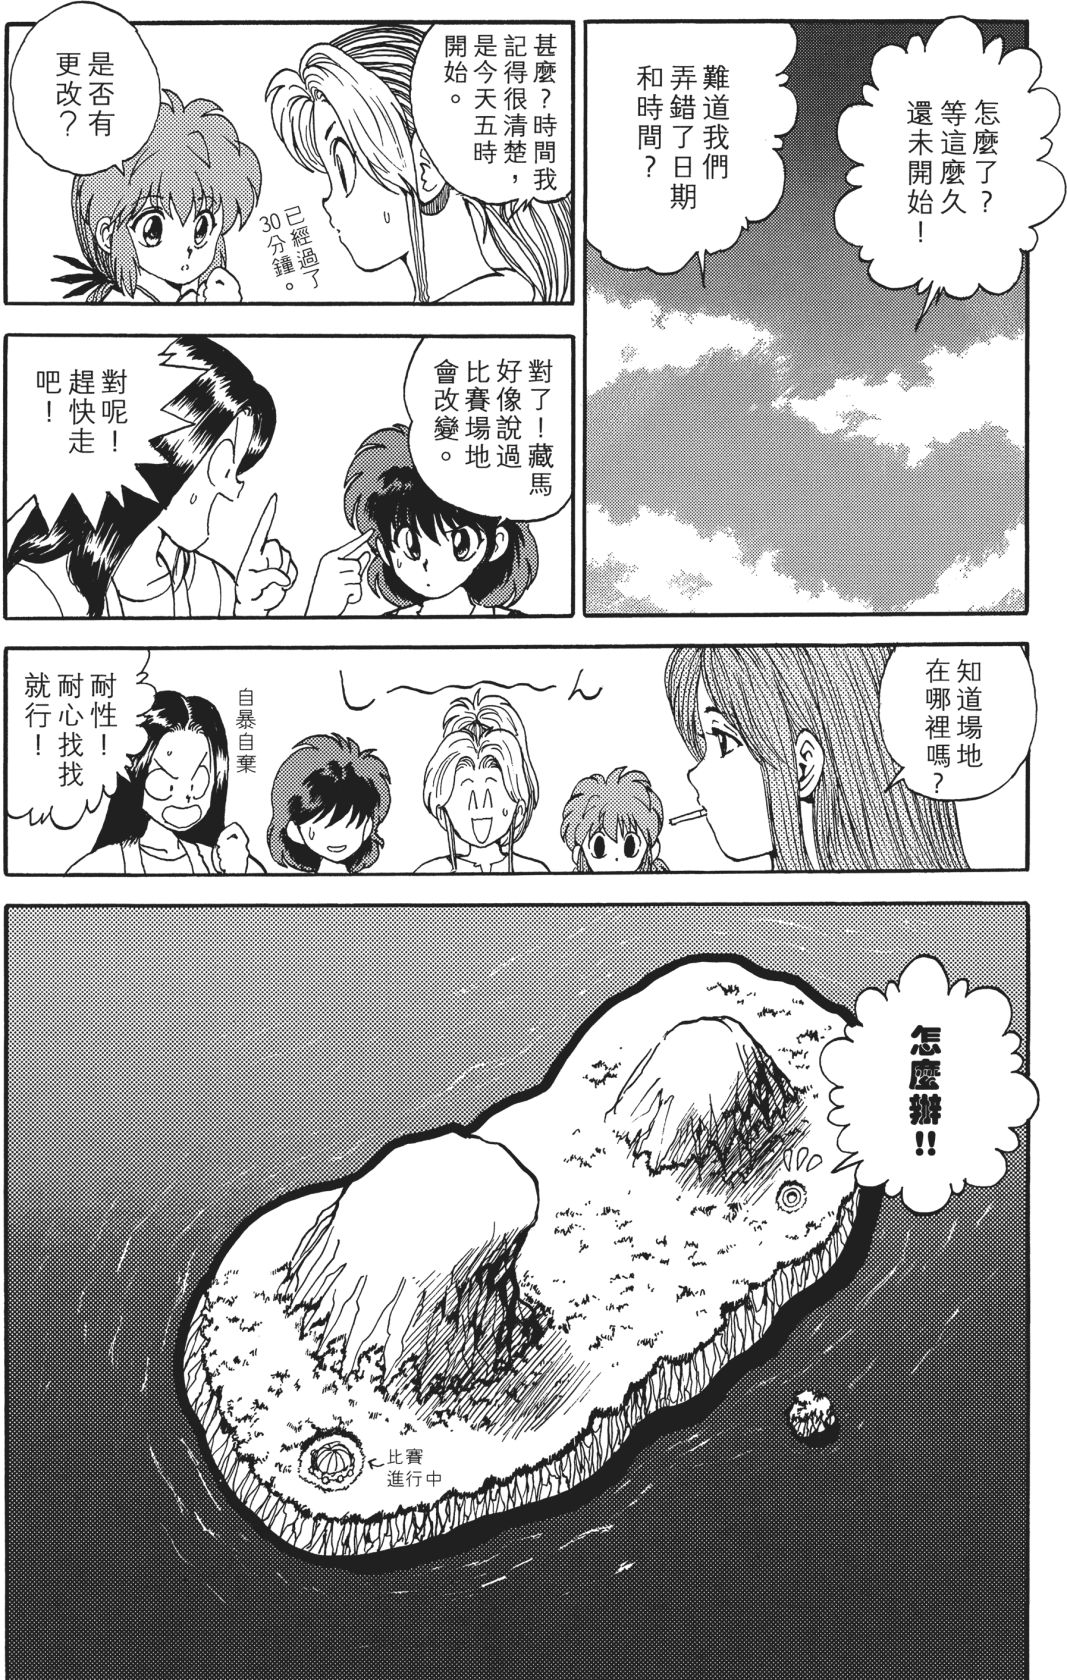 怎麼了？
等這麼久
還未開始！
難道我們
弄錯了日期
和時間？
甚麼？時間我
記得很清楚，
是今天五時
開始。
已經過了
30分鐘。
是否有
更改？
對了！藏馬
好像說過
比賽場地
會改變。
對呢！
趕快走
吧！
知道場地
在哪裡嗎？
しーーん
自暴自棄
耐性！
耐心找找
就行！
怎麼辦!!
比賽
進行中